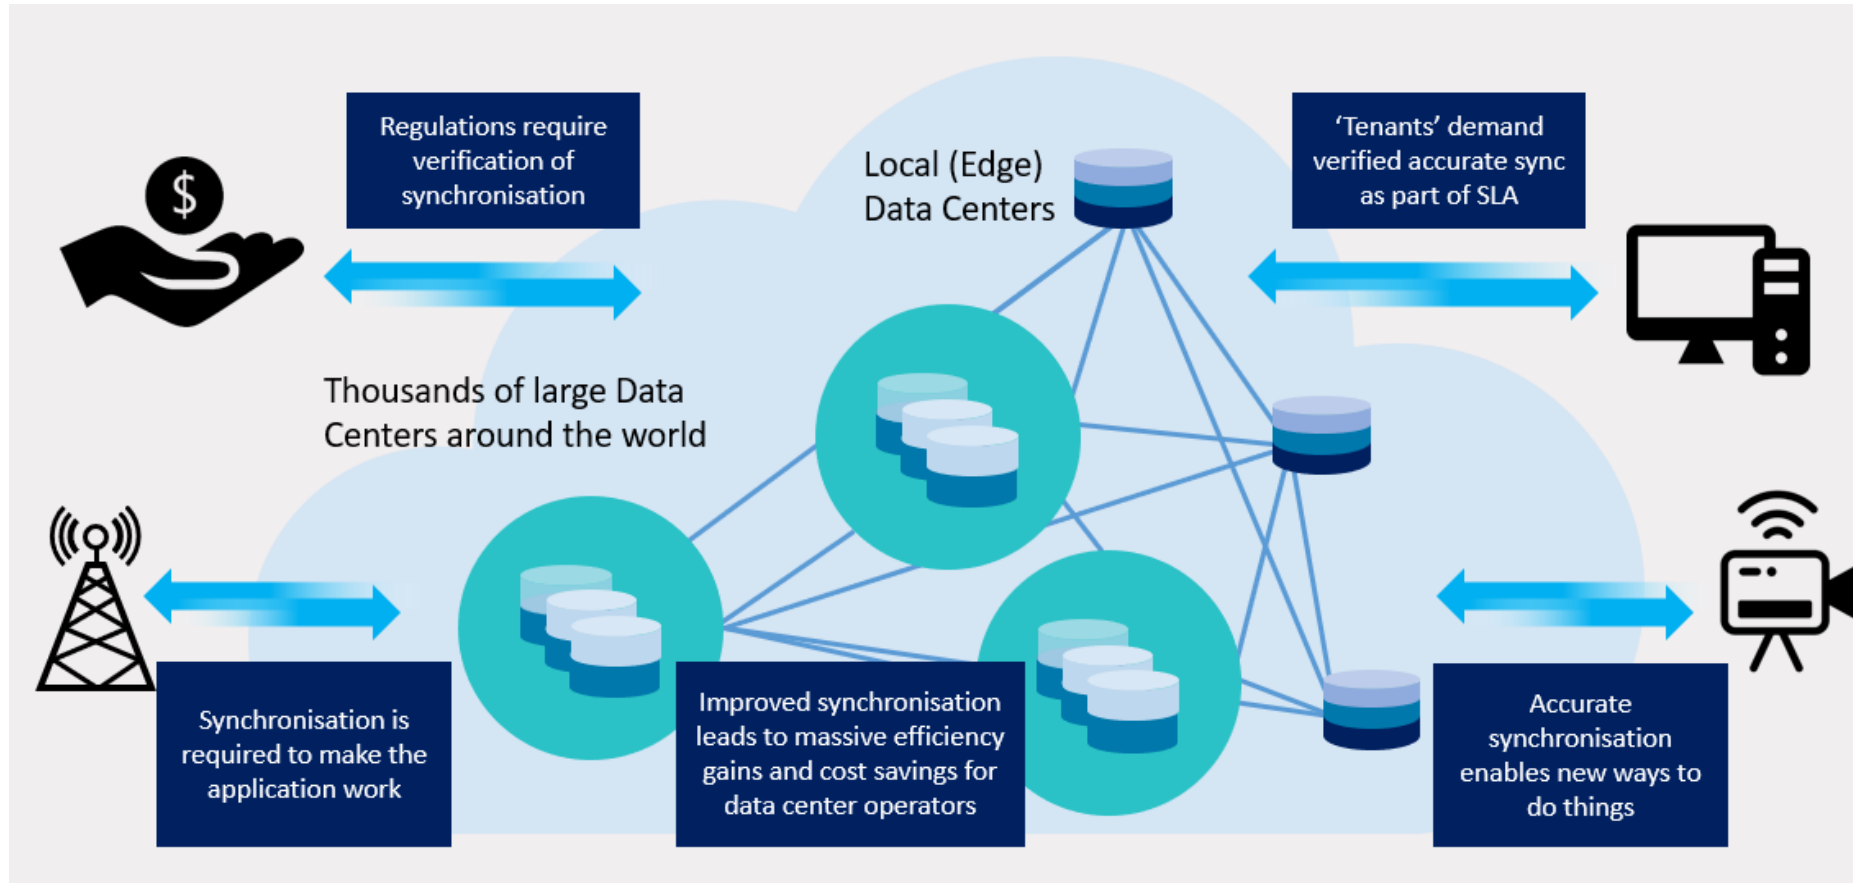 Regulations require
verification of
synchronisation
Local (Edge)
Data Centers
‘Tenants’ demand
verified accurate sync
as part of SLA
$
Thousands of large Data
Centers around the world
Synchronisation is
required to make the
application work
Improved synchronisation
leads to massive efficiency
gains and cost savings for
data center operators
Accurate
synchronisation
enables new ways to
do things